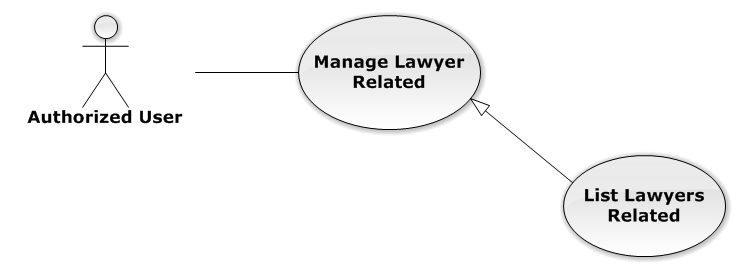 Manage Lawyer
Related
Authorized User
List Lawyers
Related